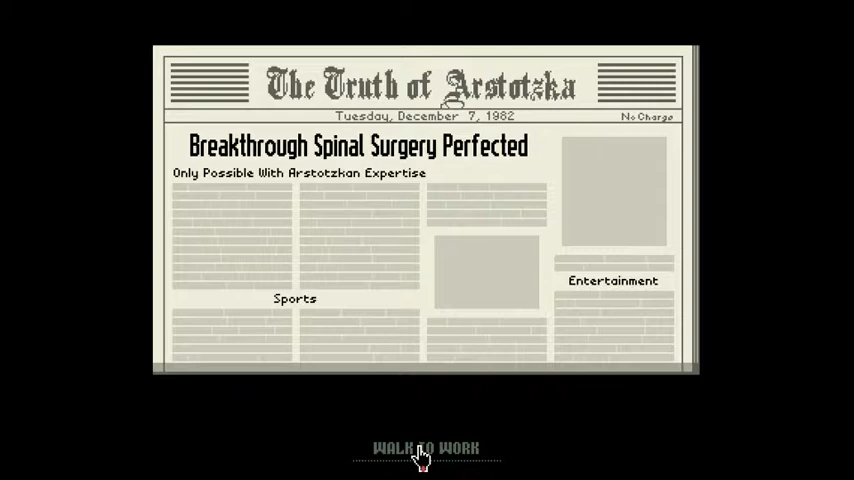 The Truth of Arstotzka
Tuesday, December 7, 1982
No Charge
Breakthrough Spinal Surgery Perfected
Only Possible With Arstotzkan Expertise
Entertainment
Sports
WALK TO WORK